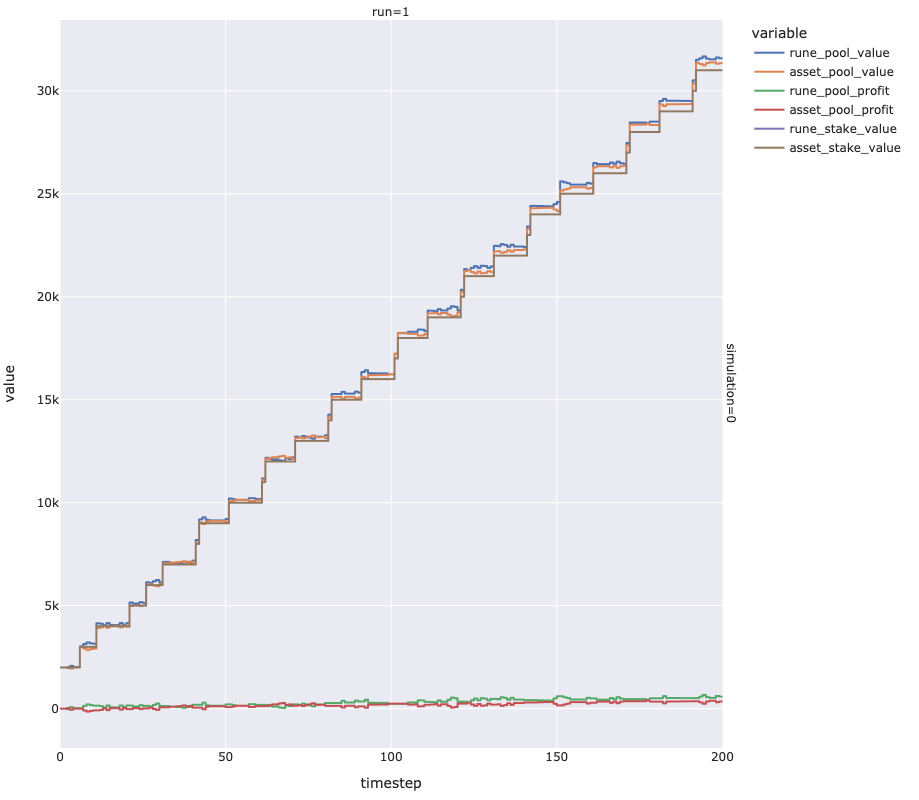 run=1
variable
rune_pool_value
asset_pool_value
rune_pool_profit
asset_pool_profit
rune_stake_value
asset_stake_value
30k
25k
20k
15k
10k
5k
0
value
simulation=0
0
50
100
150
200
timestep